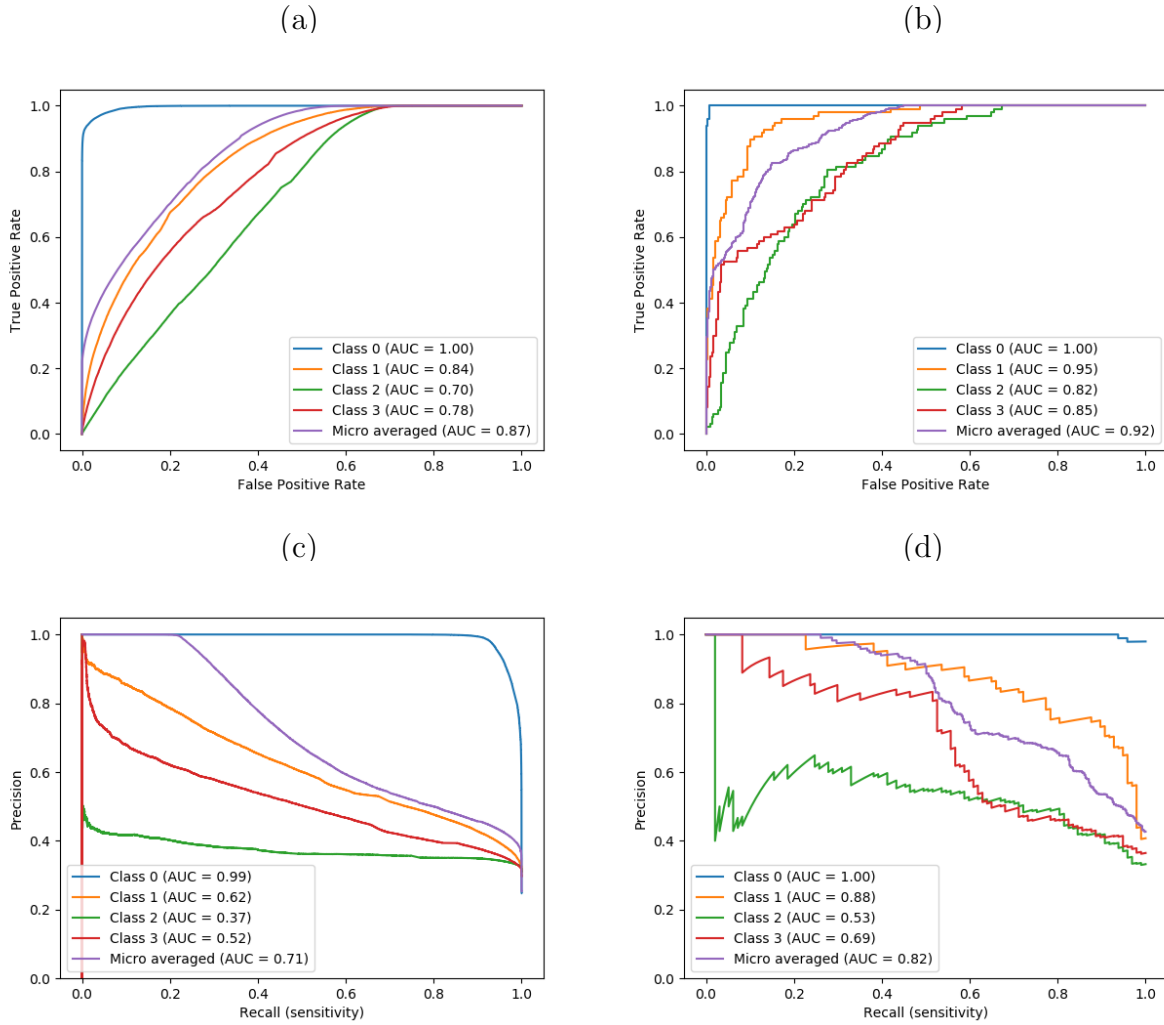 (a)
(b)
1.0
0.8
0.6
0.4
0.2
0.0
True Positive Rate
Class 0 (AUC = 1.00)
Class 1 (AUC = 0.84)
Class 2 (AUC = 0.70)
Class 3 (AUC = 0.78)
Micro averaged (AUC = 0.87)
0.0 0.2 0.4 0.6 0.8 1.0
False Positive Rate
1.0
0.8
0.6
0.4
0.2
0.0
True Positive Rate
Class 0 (AUC = 1.00)
Class 1 (AUC = 0.95)
Class 2 (AUC = 0.82)
Class 3 (AUC = 0.85)
Micro averaged (AUC = 0.92)
0.0 0.2 0.4 0.6 0.8 1.0
False Positive Rate
(c)
(d)
1.0
0.8
0.6
0.4
0.2
0.0
Precision
Class 0 (AUC = 0.99)
Class 1 (AUC = 0.62)
Class 2 (AUC = 0.37)
Class 3 (AUC = 0.52)
Micro averaged (AUC = 0.71)
0.0 0.2 0.4 0.6 0.8 1.0
Recall (sensitivity)
1.0
0.8
0.6
0.4
0.2
0.0
Precision
Class 0 (AUC = 1.00)
Class 1 (AUC = 0.88)
Class 2 (AUC = 0.53)
Class 3 (AUC = 0.69)
Micro averaged (AUC = 0.82)
0.0 0.2 0.4 0.6 0.8 1.0
Recall (sensitivity)